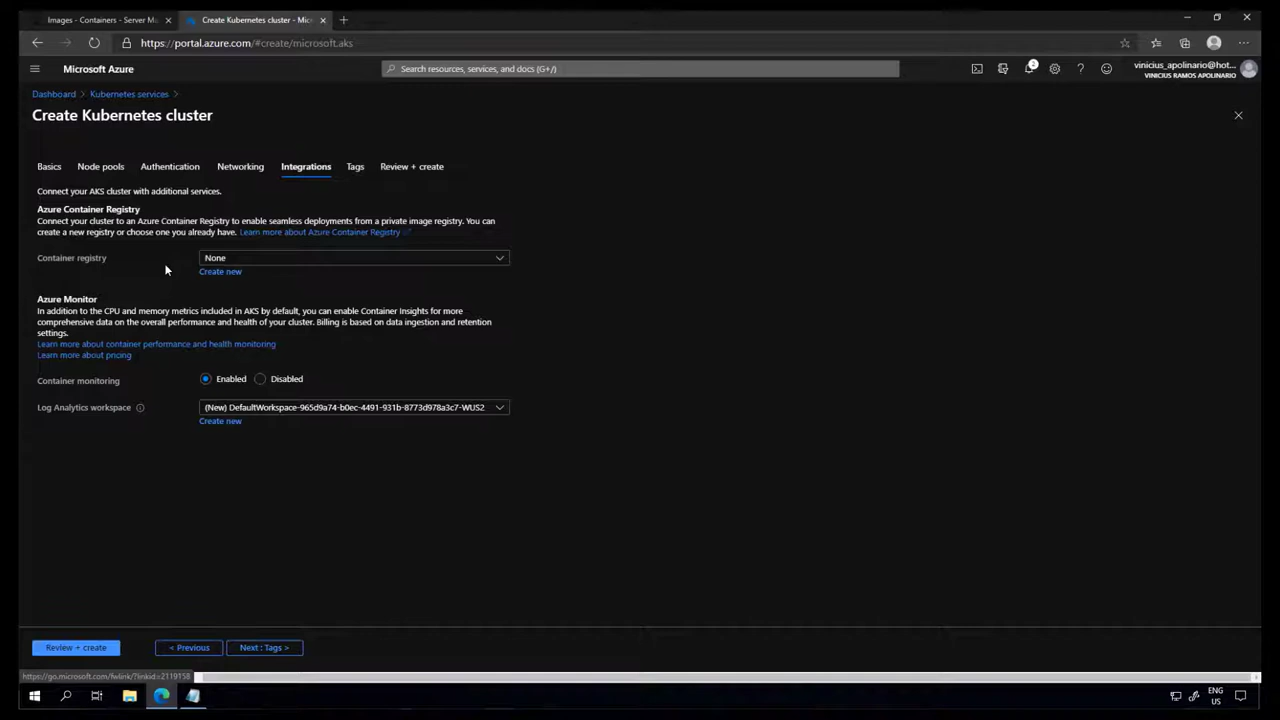 Images - Containers - Server Ma
Create Kubernetes cluster - Micr
https://portal.azure.com/#create/microsoft.aks
Microsoft Azure
Search resources, services, and docs (G+/)
2
vinicius_apolinario@hot...
VINICIUS RAMOS APOLINARIO
Dashboard > Kubernetes services >
Create Kubernetes cluster
Basics Node pools Authentication Networking Integrations Tags Review + create
Connect your AKS cluster with additional services.
Azure Container Registry
Connect your cluster to an Azure Container Registry to enable seamless deployments from a private image registry. You can
create a new registry or choose one you already have. Learn more about Azure Container Registry
Container registry None
Create new
Azure Monitor
In addition to the CPU and memory metrics included in AKS by default, you can enable Container Insights for more
comprehensive data on the overall performance and health of your cluster. Billing is based on data ingestion and retention
settings.
Learn more about container performance and health monitoring
Learn more about pricing
Container monitoring Enabled Disabled
Log Analytics workspace (New) DefaultWorkspace-965d9a74-b0ec-4491-931b-8773d978a3c7-WUS2
Create new
Review + create < Previous Next : Tags >
https://go.microsoft.com/fwlink/?linkid=2119158
ENG
US